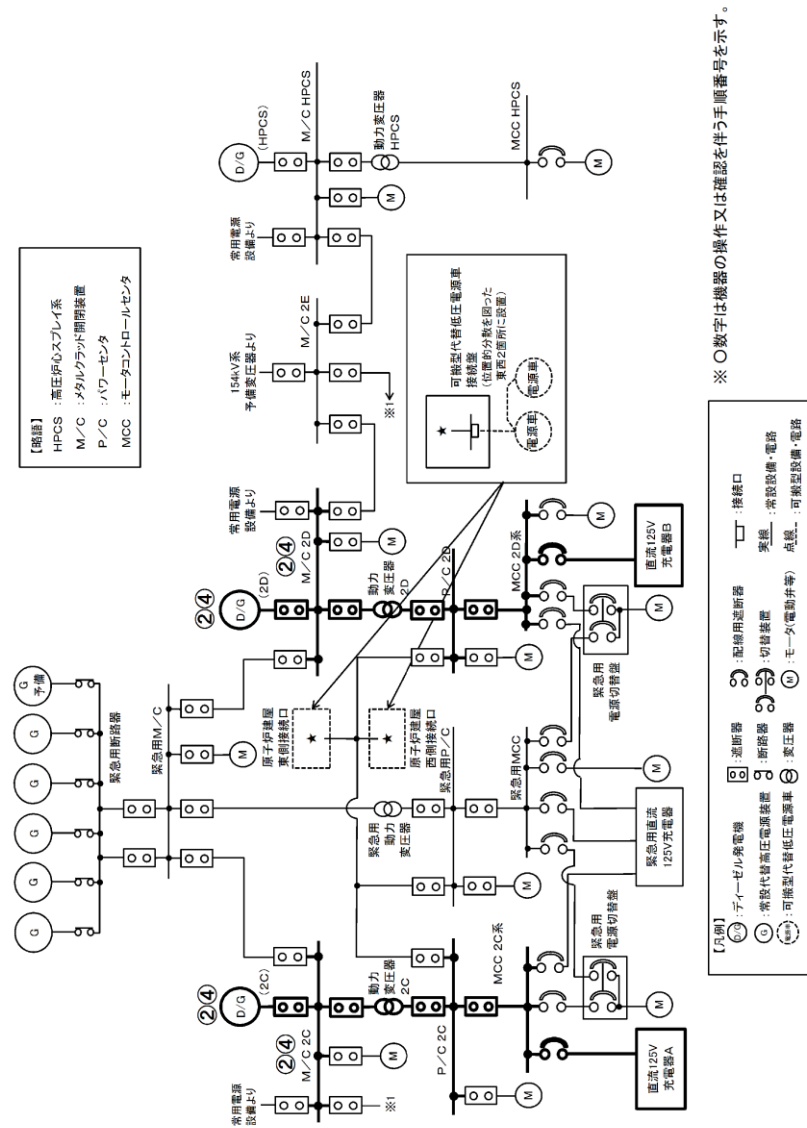 【略語】
HPCS ：高圧炉心スプレイ系
M／C ：メタルクラッド開閉装置
P／C ：パワーセンタ
MCC ：モータコントロールセンタ
G
G
G
G
G
G
予備
緊急用断路器
緊急用M／C
M
②④
D/G
(2C)
②④
M／C 2C
常用電源
設備より
※1
M
動力
変圧器
2C
P／C 2C
M
MCC 2C系
直流125V
充電器A
緊急用
電源切替盤
M
緊急用
動力
変圧器
緊急用P／C
M
緊急用MCC
M
緊急用直流
125V充電器
原子炉建屋
東側接続口
★
原子炉建屋
西側接続口
★
②④
D/G
(2D)
②④
M／C 2D
常用電源
設備より
M
動力
変圧器
2D
P／C 2D
M
MCC 2D系
M
直流125V
充電器B
緊急用
電源切替盤
M
154kV系
予備変圧器より
M／C 2E
※1
常用電源
設備より
D/G
(HPCS)
M／C HPCS
M
動力変圧器
HPCS
MCC HPCS
M
可搬型代替低圧電源車
接続盤
(位置的分散を図った
東西2箇所に設置)
★
電源車
電源車
【凡例】
D/G ：ディーゼル発電機
G ：常設代替高圧電源装置
電源車 ：可搬型代替低圧電源車
：遮断器
：断路器
：変圧器
：配線用遮断器
：切替装置
M ：モータ(電動弁等)
：接続口
実線 ：常設設備・電路
点線 ：可搬型設備・電路
※ ○数字は機器の操作又は確認を伴う手順番号を示す。